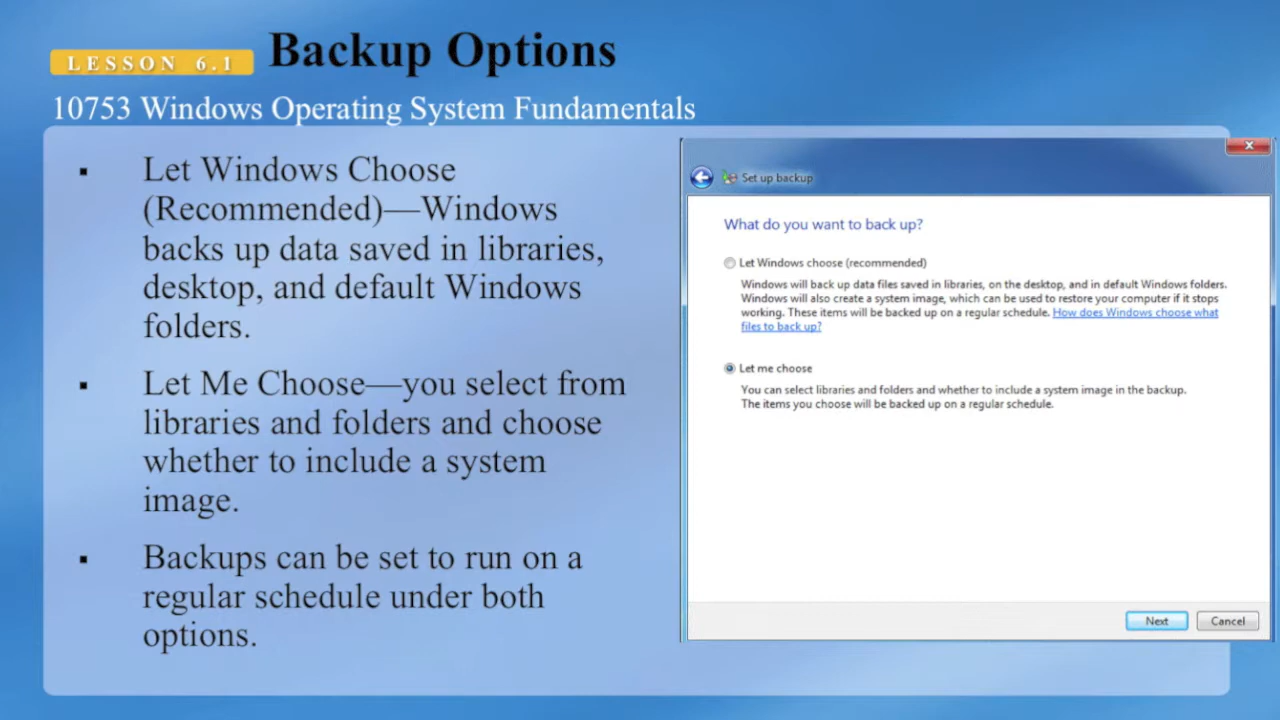 LESSON 6.1
Backup Options
10753 Windows Operating System Fundamentals
▪ Let Windows Choose
(Recommended)—Windows
backs up data saved in libraries,
desktop, and default Windows
folders.
▪ Let Me Choose—you select from
libraries and folders and choose
whether to include a system
image.
▪ Backups can be set to run on a
regular schedule under both
options.
Set up backup
What do you want to back up?
Let Windows choose (recommended)
Windows will back up data files saved in libraries, on the desktop, and in default Windows folders.
Windows will also create a system image, which can be used to restore your computer if it stops
working. These items will be backed up on a regular schedule. How does Windows choose what
files to back up?
Let me choose
You can select libraries and folders and whether to include a system image in the backup.
The items you choose will be backed up on a regular schedule.
Next Cancel